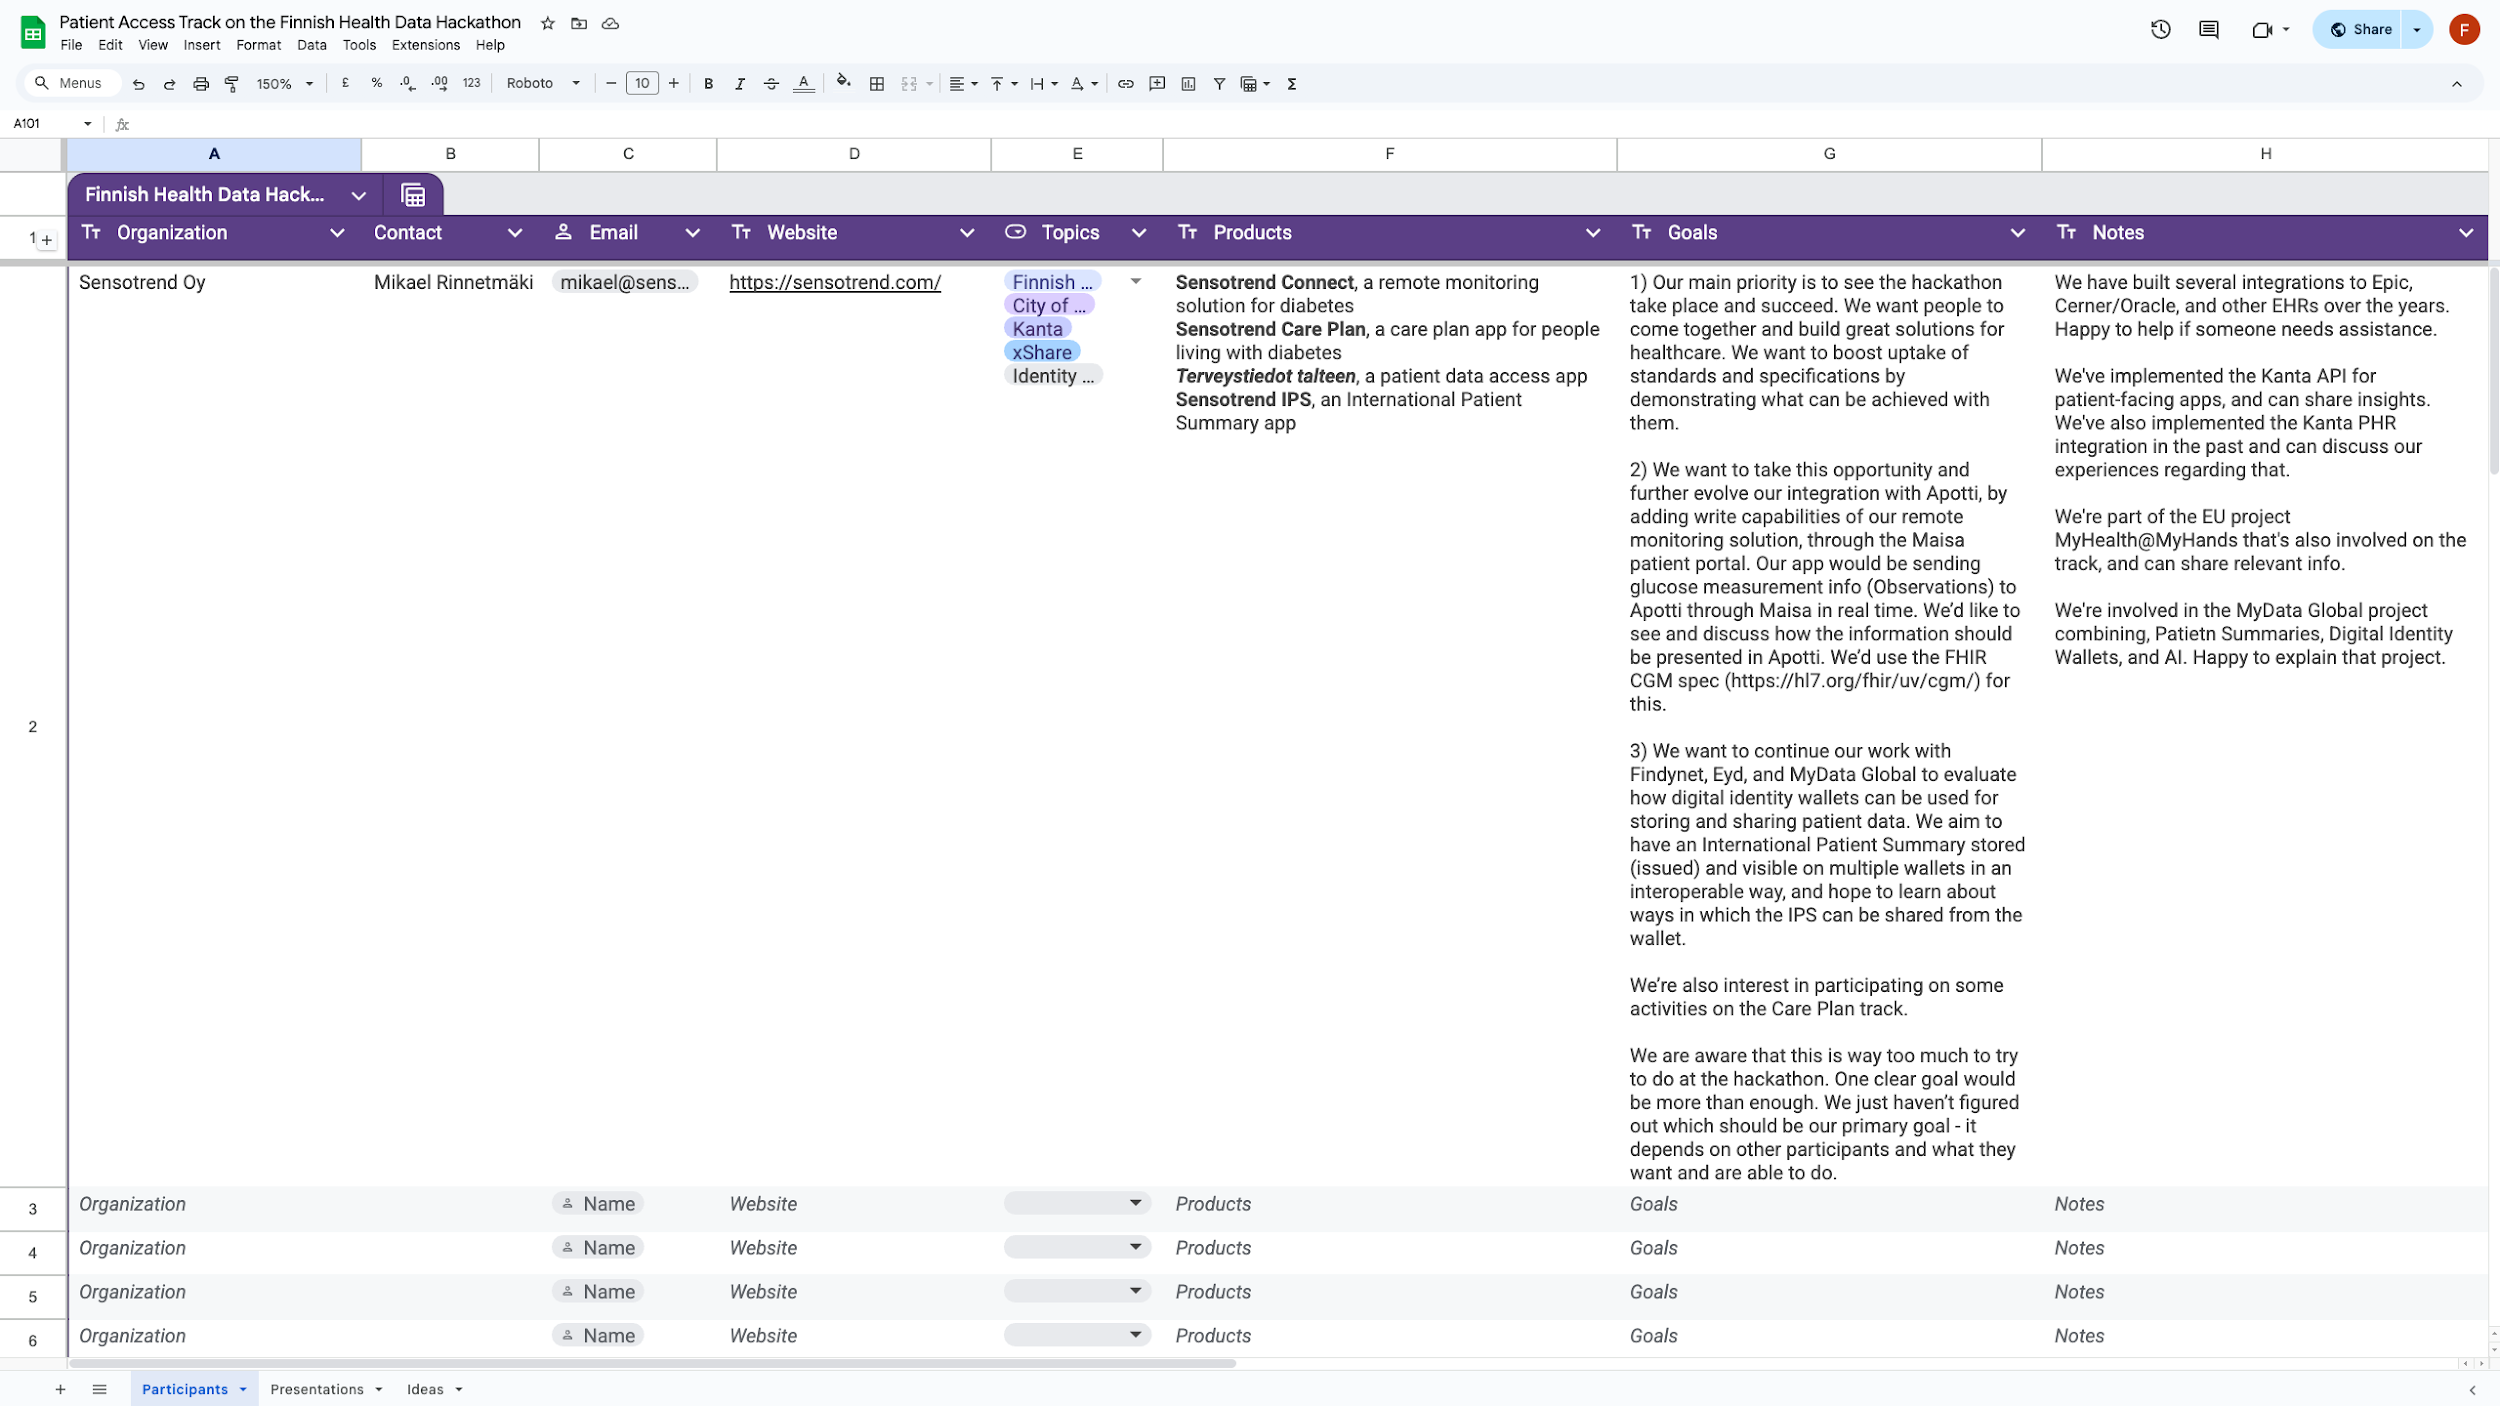 Patient Access Track on the Finnish Health Data Hackathon
File Edit View Insert Format Data Tools Extensions Help
Share
F
Menus
150%
£ % .0 .00 123
Roboto
10
B I A
A101
fx
A B C D E F G H
Finnish Health Data Hack...
1
Organization Contact Email Website Topics Products Goals Notes
2
Sensotrend Oy
Mikael Rinnetmäki
mikael@sens...
https://sensotrend.com/
Finnish ...
City of ...
Kanta
xShare
Identity ...
Sensotrend Connect, a remote monitoring
solution for diabetes
Sensotrend Care Plan, a care plan app for people
living with diabetes
Terveystiedot talteen, a patient data access app
Sensotrend IPS, an International Patient
Summary app
1) Our main priority is to see the hackathon
take place and succeed. We want people to
come together and build great solutions for
healthcare. We want to boost uptake of
standards and specifications by
demonstrating what can be achieved with
them.
2) We want to take this opportunity and
further evolve our integration with Apotti, by
adding write capabilities of our remote
monitoring solution, through the Maisa
patient portal. Our app would be sending
glucose measurement info (Observations) to
Apotti through Maisa in real time. We’d like to
see and discuss how the information should
be presented in Apotti. We’d use the FHIR
CGM spec (https://hl7.org/fhir/uv/cgm/) for
this.
3) We want to continue our work with
Findynet, Eyd, and MyData Global to evaluate
how digital identity wallets can be used for
storing and sharing patient data. We aim to
have an International Patient Summary stored
(issued) and visible on multiple wallets in an
interoperable way, and hope to learn about
ways in which the IPS can be shared from the
wallet.
We’re also interest in participating on some
activities on the Care Plan track.
We are aware that this is way too much to try
to do at the hackathon. One clear goal would
be more than enough. We just haven’t figured
out which should be our primary goal - it
depends on other participants and what they
want and are able to do.
We have built several integrations to Epic,
Cerner/Oracle, and other EHRs over the years.
Happy to help if someone needs assistance.
We've implemented the Kanta API for
patient-facing apps, and can share insights.
We've also implemented the Kanta PHR
integration in the past and can discuss our
experiences regarding that.
We're part of the EU project
MyHealth@MyHands that's also involved on the
track, and can share relevant info.
We're involved in the MyData Global project
combining, Patietn Summaries, Digital Identity
Wallets, and AI. Happy to explain that project.
3 Organization Name Website Products Goals Notes
4 Organization Name Website Products Goals Notes
5 Organization Name Website Products Goals Notes
6 Organization Name Website Products Goals Notes
Participants Presentations Ideas